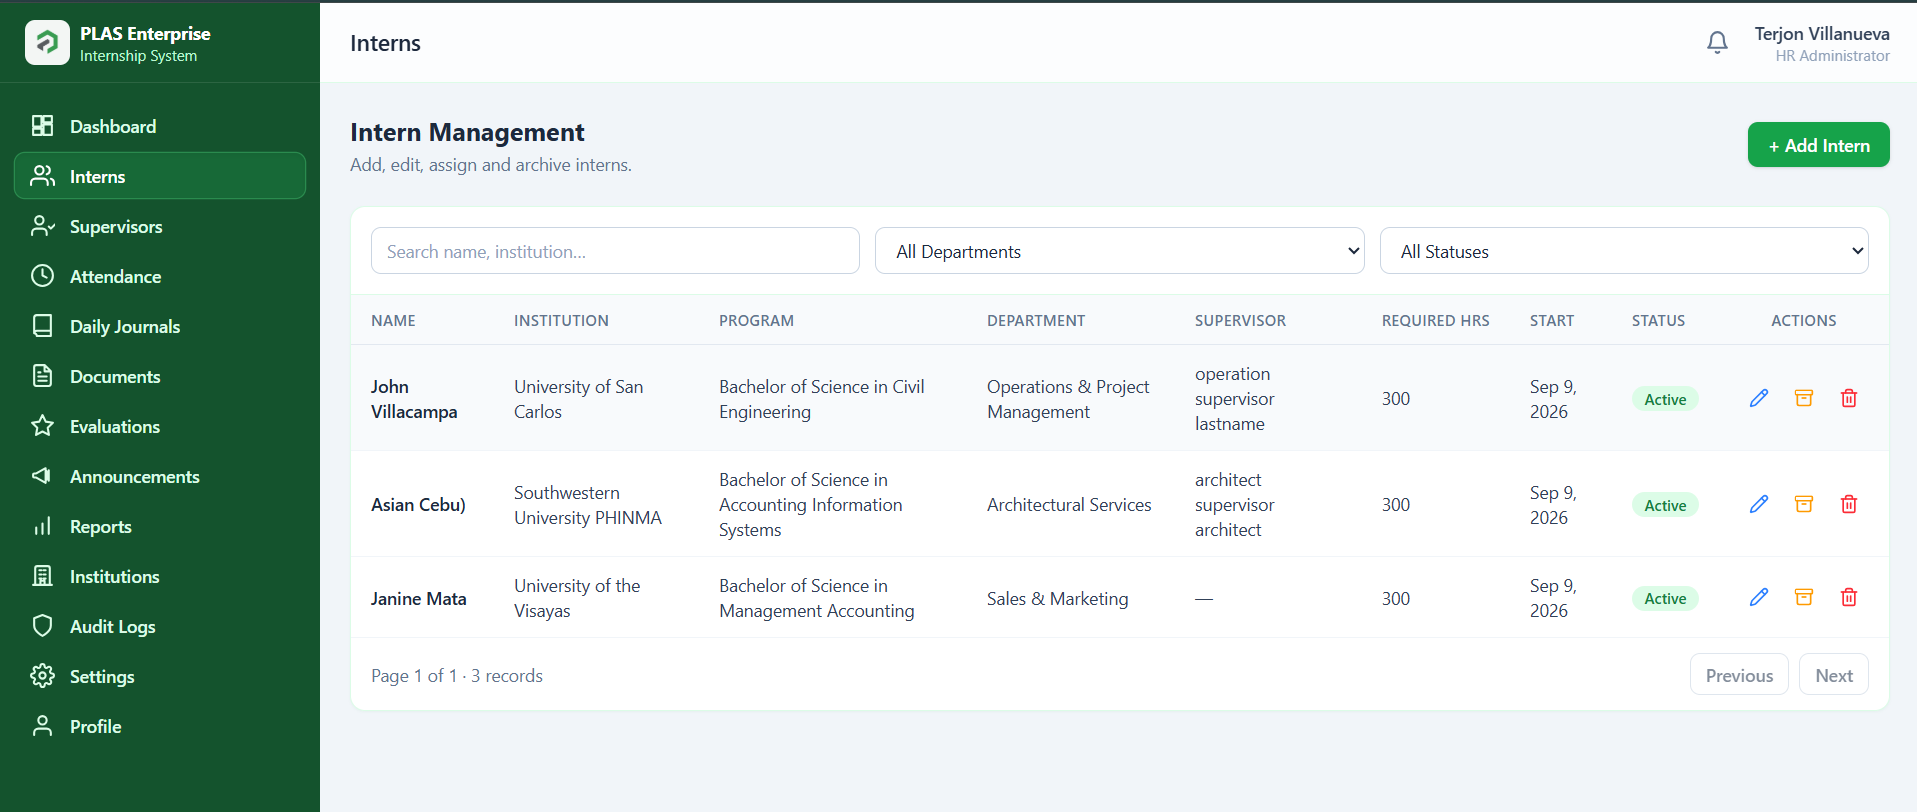 PLAS Enterprise
Internship System
Dashboard
Interns
Supervisors
Attendance
Daily Journals
Documents
Evaluations
Announcements
Reports
Institutions
Audit Logs
Settings
Profile
Interns
Terjon Villanueva
HR Administrator
Intern Management
Add, edit, assign and archive interns.
+ Add Intern
Search name, institution...
All Departments
All Statuses
NAME INSTITUTION PROGRAM DEPARTMENT SUPERVISOR REQUIRED HRS START STATUS ACTIONS
John
Villacampa
University of San
Carlos
Bachelor of Science in Civil
Engineering
Operations & Project
Management
operation
supervisor
lastname
300
Sep 9,
2026
Active
Asian Cebu)
Southwestern
University PHINMA
Bachelor of Science in
Accounting Information
Systems
Architectural Services
architect
supervisor
architect
300
Sep 9,
2026
Active
Janine Mata
University of the
Visayas
Bachelor of Science in
Management Accounting
Sales & Marketing
—
300
Sep 9,
2026
Active
Page 1 of 1 · 3 records
Previous
Next